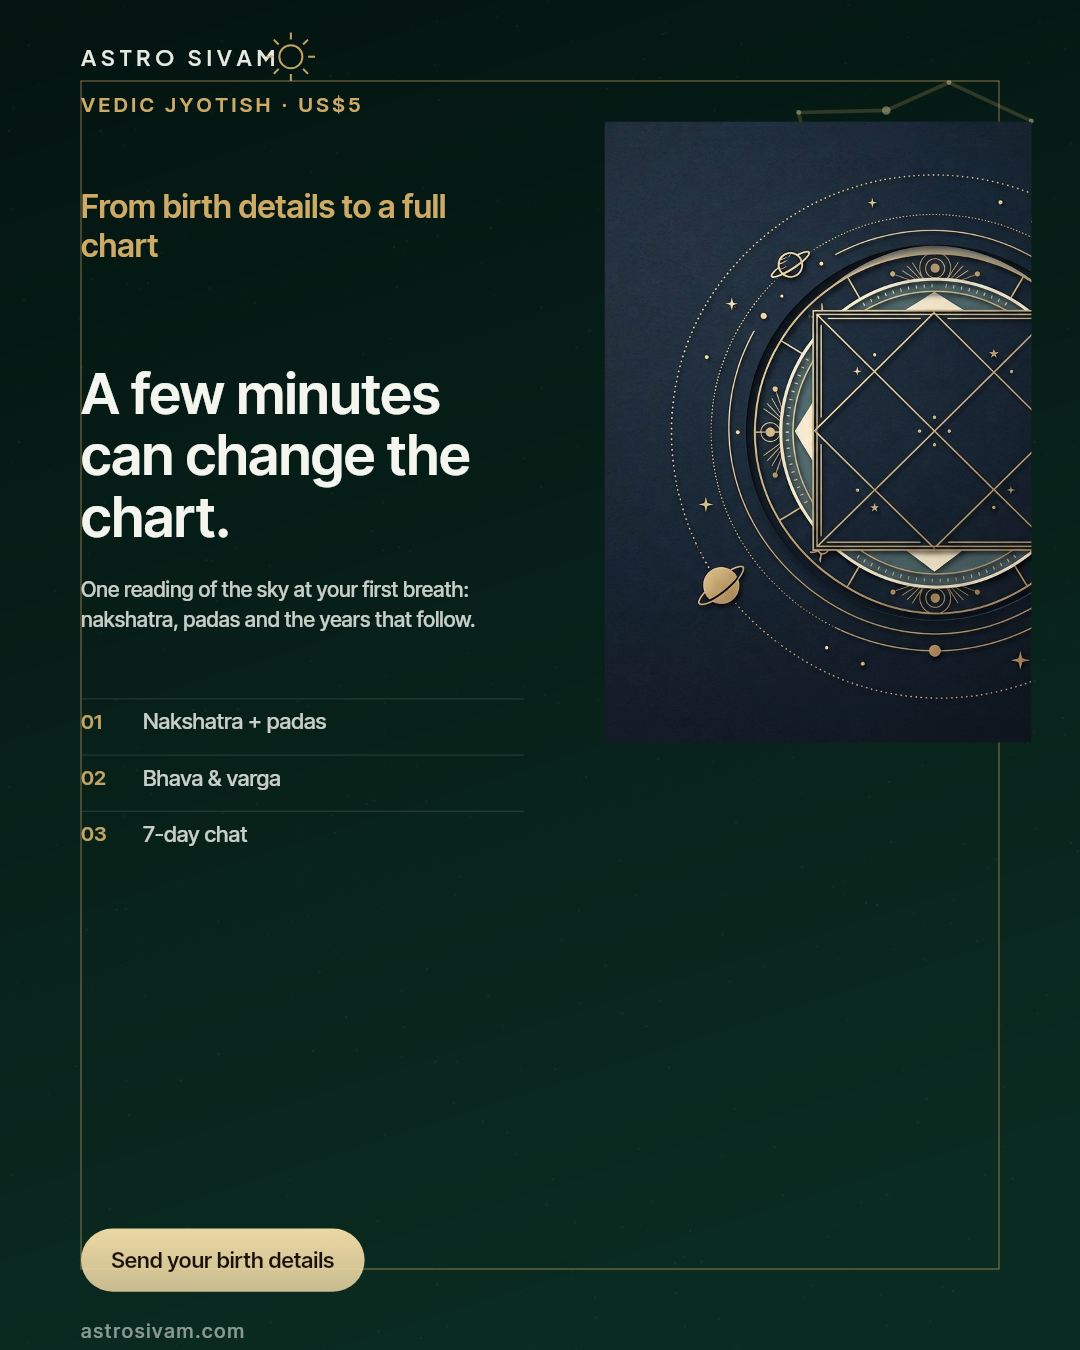 ASTRO SIVAM
VEDIC JYOTISH · US$5
From birth details to a full
chart
A few minutes
can change the
chart.
One reading of the sky at your first breath:
nakshatra, padas and the years that follow.
01 Nakshatra + padas
02 Bhava & varga
03 7-day chat
Send your birth details
astrosivam.com